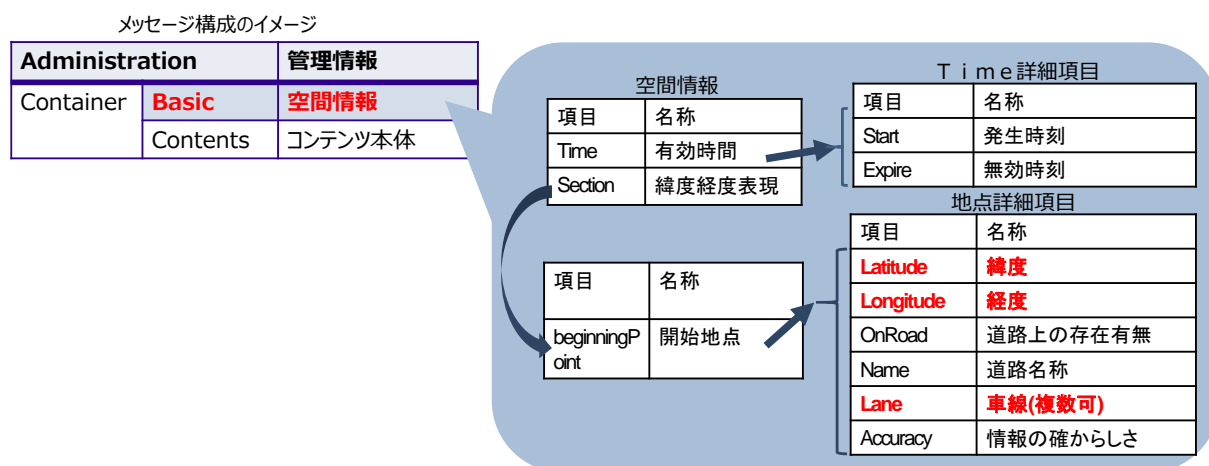 メッセージ構成のイメージ
Administration 管理情報
Container Basic 空間情報
Contents コンテンツ本体
空間情報
項目 名称
Time 有効時間
Section 緯度経度表現
Ｔｉｍｅ詳細項目
項目 名称
Start 発生時刻
Expire 無効時刻
項目 名称
beginningP 開始地点
oint
地点詳細項目
項目 名称
Latitude 緯度
Longitude 経度
OnRoad 道路上の存在有無
Name 道路名称
Lane 車線(複数可)
Accuracy 情報の確からしさ